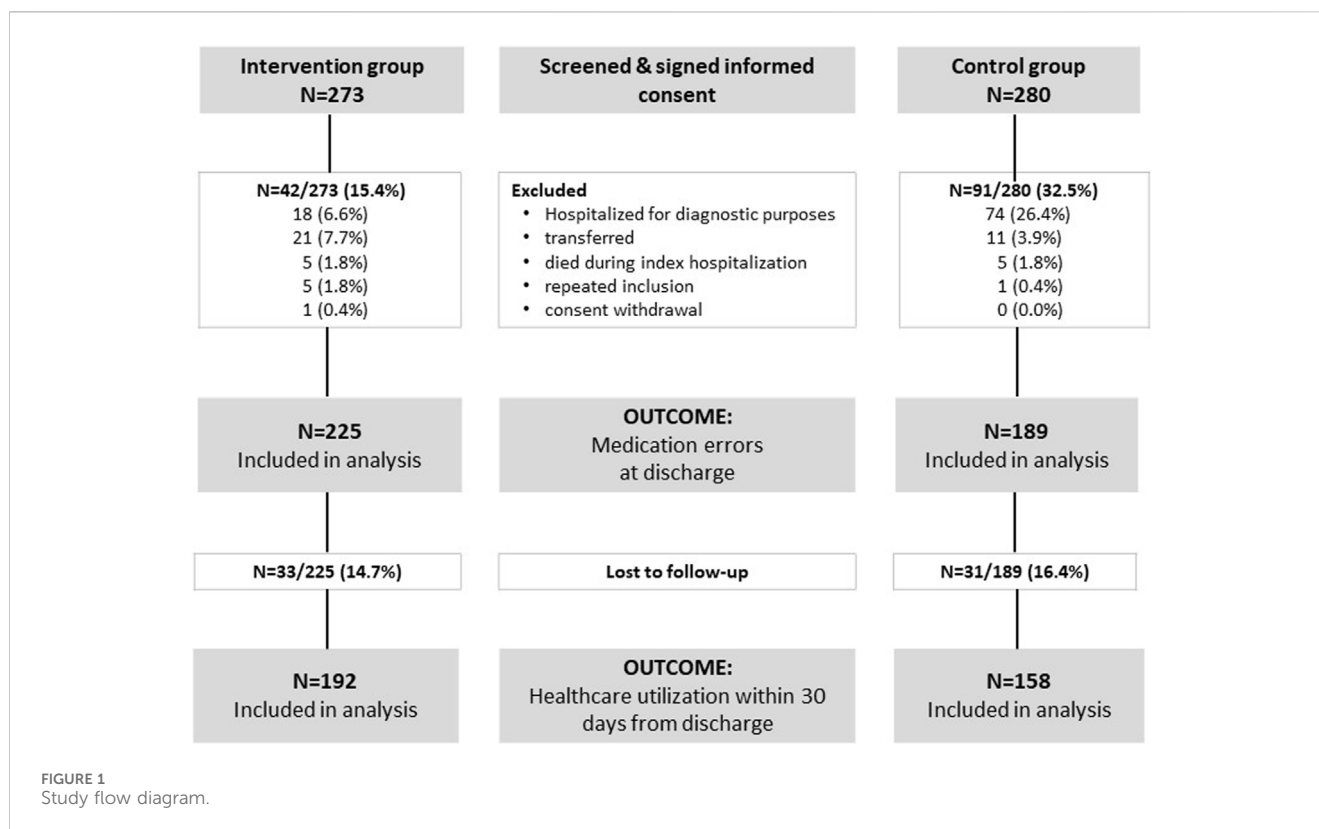 Intervention group
N=273
Screened & signed informed
consent
Control group
N=280
N=42/273 (15.4%)
18 (6.6%)
21 (7.7%)
5 (1.8%)
5 (1.8%)
1 (0.4%)
Excluded
• Hospitalized for diagnostic purposes
• transferred
• died during index hospitalization
• repeated inclusion
• consent withdrawal
N=91/280 (32.5%)
74 (26.4%)
11 (3.9%)
5 (1.8%)
1 (0.4%)
0 (0.0%)
N=225
Included in analysis
OUTCOME:
Medication errors
at discharge
N=189
Included in analysis
N=33/225 (14.7%)
Lost to follow-up
N=31/189 (16.4%)
N=192
Included in analysis
OUTCOME:
Healthcare utilization within 30
days from discharge
N=158
Included in analysis
FIGURE 1
Study flow diagram.